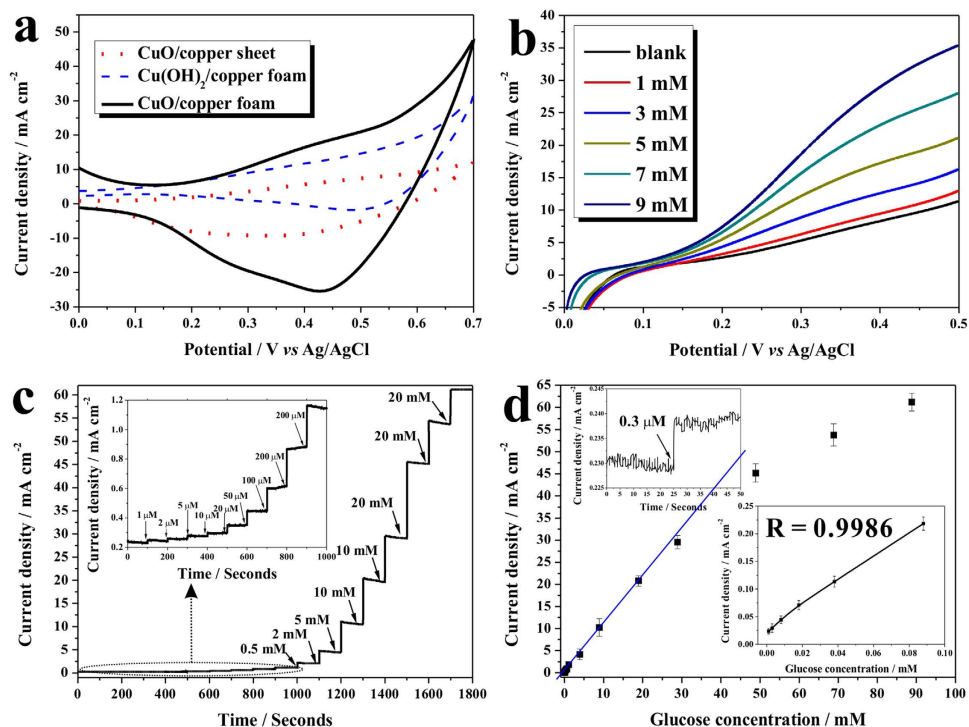 a
Current density / mA cm⁻²
50
40
30
20
10
0
-10
-20
-30
CuO/copper sheet
Cu(OH)₂/copper foam
CuO/copper foam
0.0 0.1 0.2 0.3 0.4 0.5 0.6 0.7
Potential / V vs Ag/AgCl
b
Current density / mA cm⁻²
40
35
30
25
20
15
10
5
0
-5
blank
1 mM
3 mM
5 mM
7 mM
9 mM
0.0 0.1 0.2 0.3 0.4 0.5
Potential / V vs Ag/AgCl
c
Current density / mA cm⁻²
60
55
50
45
40
35
30
25
20
15
10
5
0
Current density / mA cm⁻²
1.2
1.0
0.8
0.6
0.4
0.2
1 μM
2 μM
5 μM
10 μM
20 μM
50 μM
100 μM
200 μM
200 μM
0 200 400 600 800 1000
Time / Seconds
0.5 mM
2 mM
5 mM
10 mM
10 mM
20 mM
20 mM
20 mM
0 200 400 600 800 1000 1200 1400 1600 1800
Time / Seconds
d
Current density / mA cm⁻²
65
60
55
50
45
40
35
30
25
20
15
10
5
0
Current density / mA cm⁻²
0.245
0.240
0.235
0.230
0.225
0.3 μM
0 5 10 15 20 25 30 35 40 45 50
Time / Seconds
R = 0.9986
Current density / mA cm⁻²
0.25
0.20
0.15
0.10
0.05
0.00
0.00 0.02 0.04 0.06 0.08 0.10
Glucose concentration / mM
0 10 20 30 40 50 60 70 80 90 100
Glucose concentration / mM